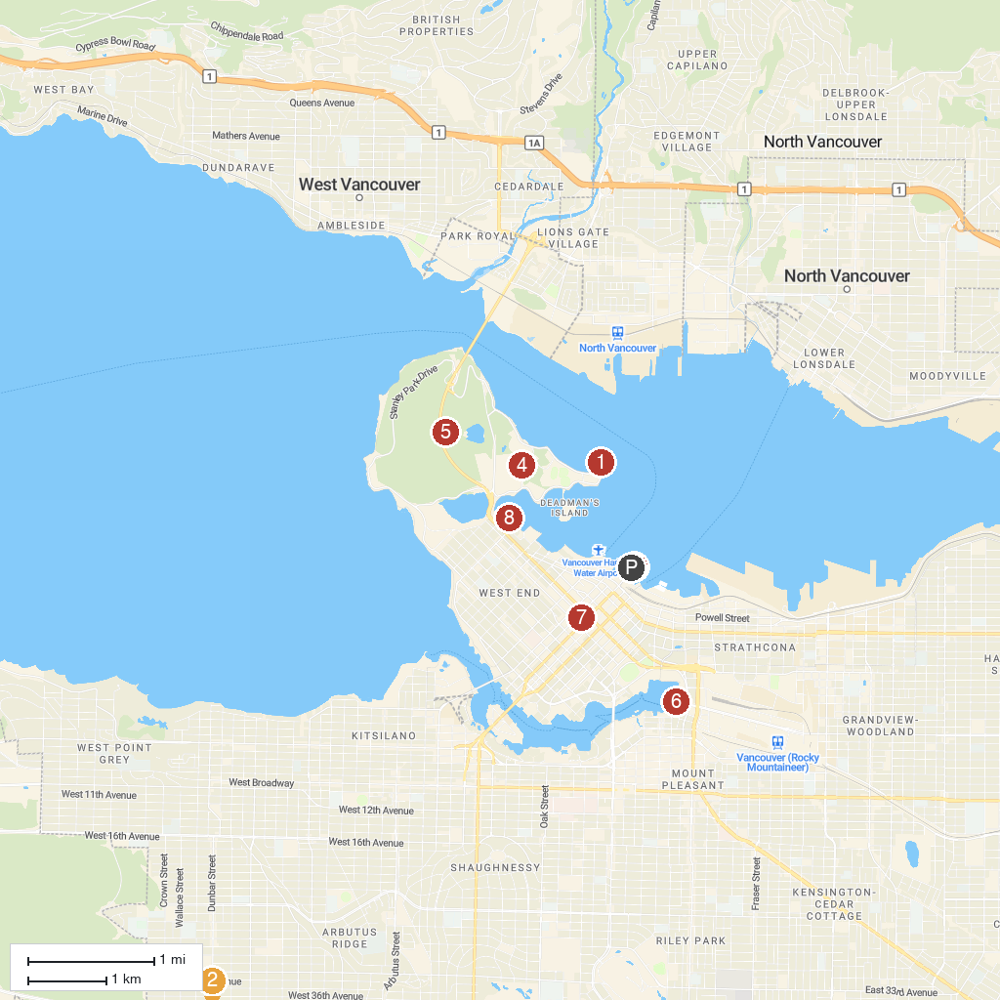 BRITISH
PROPERTIES
Chippendale Road
Cypress Bowl Road
UPPER
CAPILANO
1
WEST BAY
Queens Avenue
Stevens Drive
DELBROOK-
UPPER
LONSDALE
Marine Drive
Mathers Avenue
1
1A
EDGEMONT
VILLAGE
North Vancouver
DUNDARAVE
West Vancouver
CEDARDALE
1
1
AMBLESIDE
PARK ROYAL
LIONS GATE
VILLAGE
North Vancouver
North Vancouver
LOWER
LONSDALE
MOODYVILLE
Stanley Park Drive
5
4
1
DEADMAN'S
ISLAND
8
Vancouver Har
Water Airpo
P
WEST END
7
Powell Street
STRATHCONA
HA
S
6
KITSILANO
GRANDVIEW-
WOODLAND
WEST POINT
GREY
Vancouver (Rocky
Mountaineer)
MOUNT
PLEASANT
West Broadway
West 11th Avenue
West 12th Avenue
Oak Street
West 16th Avenue
West 16th Avenue
Crown Street
Wallace Street
Dunbar Street
SHAUGHNESSY
Fraser Street
KENSINGTON-
CEDAR
COTTAGE
ARBUTUS
RIDGE
Arbutus Street
RILEY PARK
1 mi
1 km
2
nue
West 36th Avenue
East 33rd Avenue